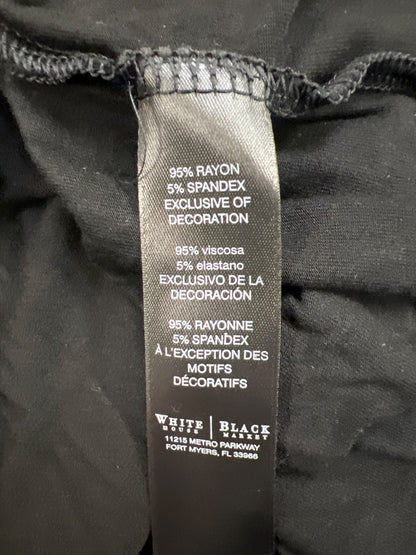 95% RAYON
5% SPANDEX
EXCLUSIVE OF
DECORATION
95% viscosa
5% elastano
EXCLUSIVO DE LA
DECORACIÓN
95% RAYONNE
5% SPANDEX
À L'EXCEPTION DES
MOTIFS
DÉCORATIFS
WHITE HOUSE | BLACK MARKET
11215 METRO PARKWAY
FORT MYERS, FL 33966